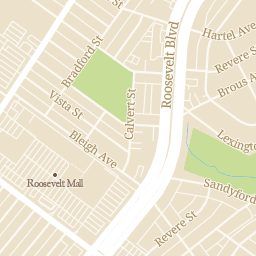 Bradford St
Roosevelt Blvd
Hartel Ave
Revere S
Brous A
Vista St
Calvert St
Bleigh Ave
Lexington
Roosevelt Mall
Sandyford
Revere St